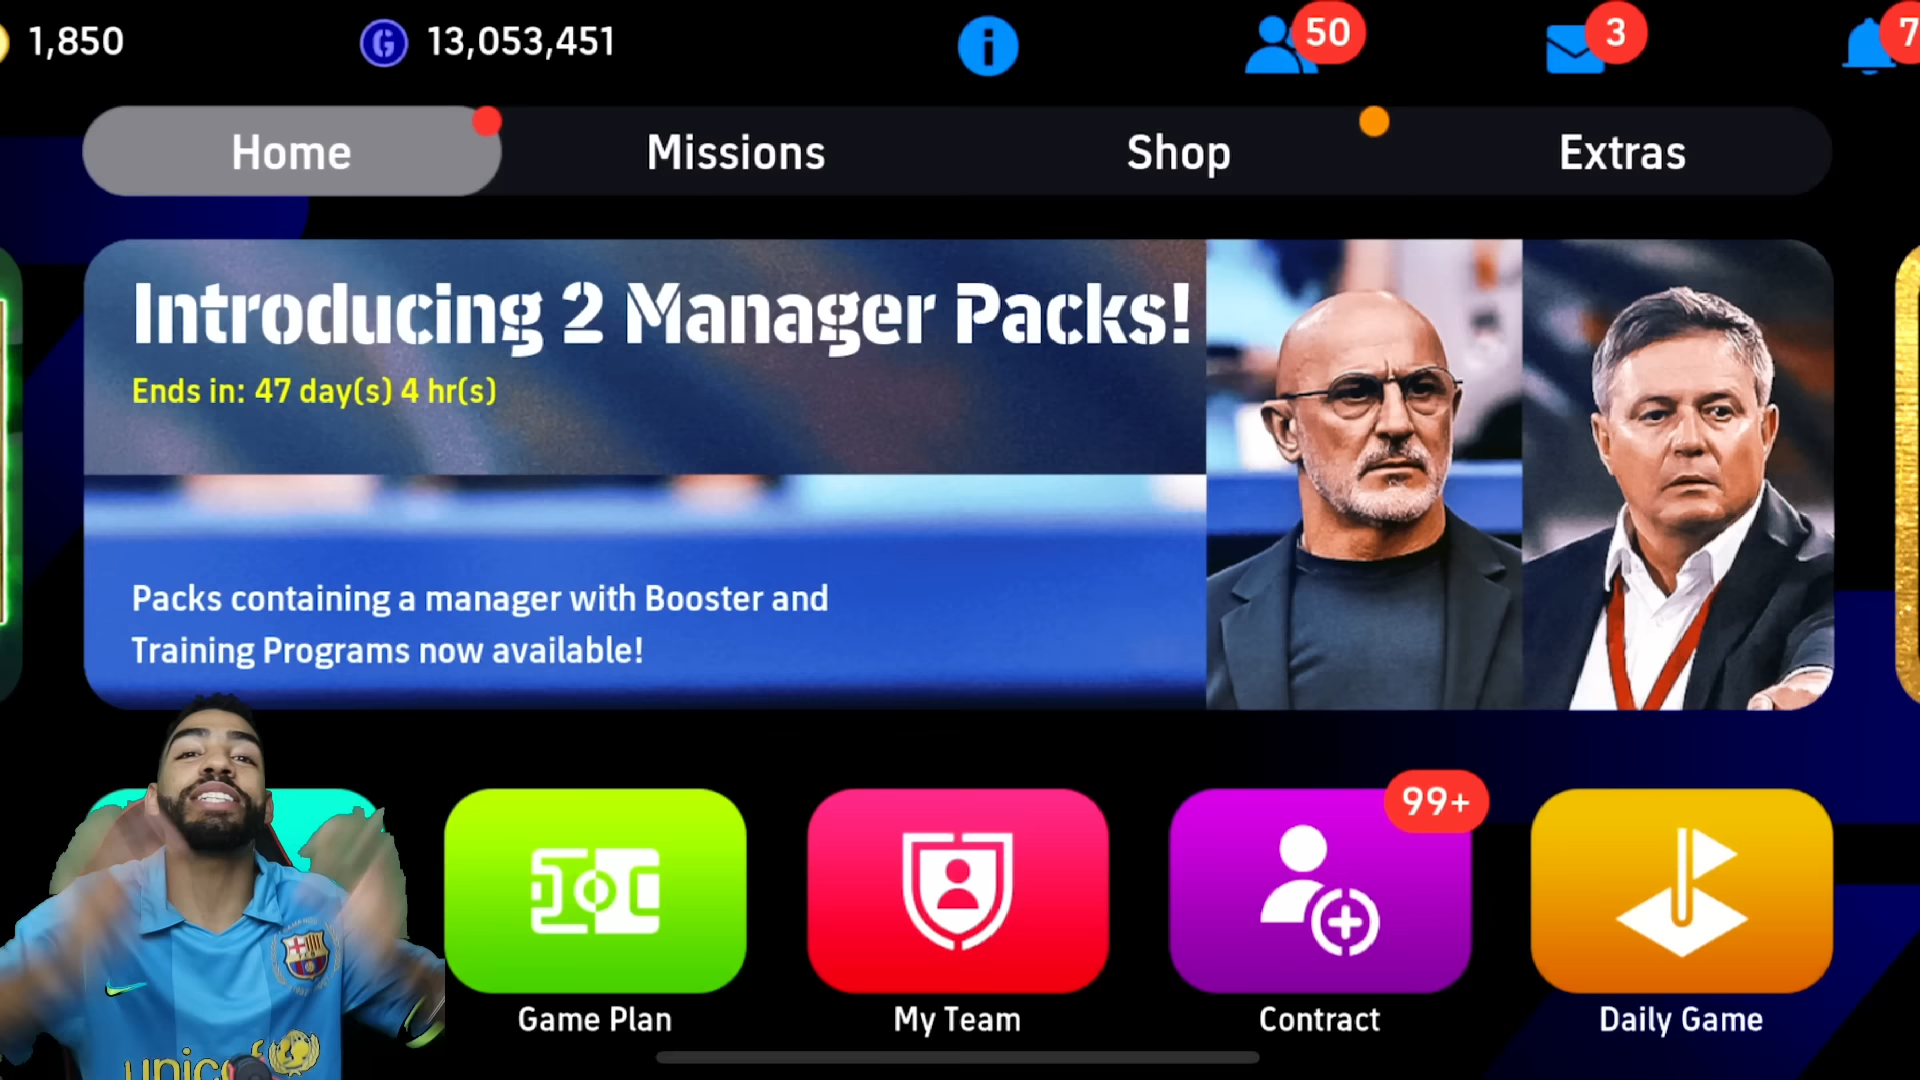 1,850
13,053,451
50
3
7
Home
Missions
Shop
Extras
Introducing 2 Manager Packs!
Ends in: 47 day(s) 4 hr(s)
Packs containing a manager with Booster and
Training Programs now available!
99+
Game Plan
My Team
Contract
Daily Game